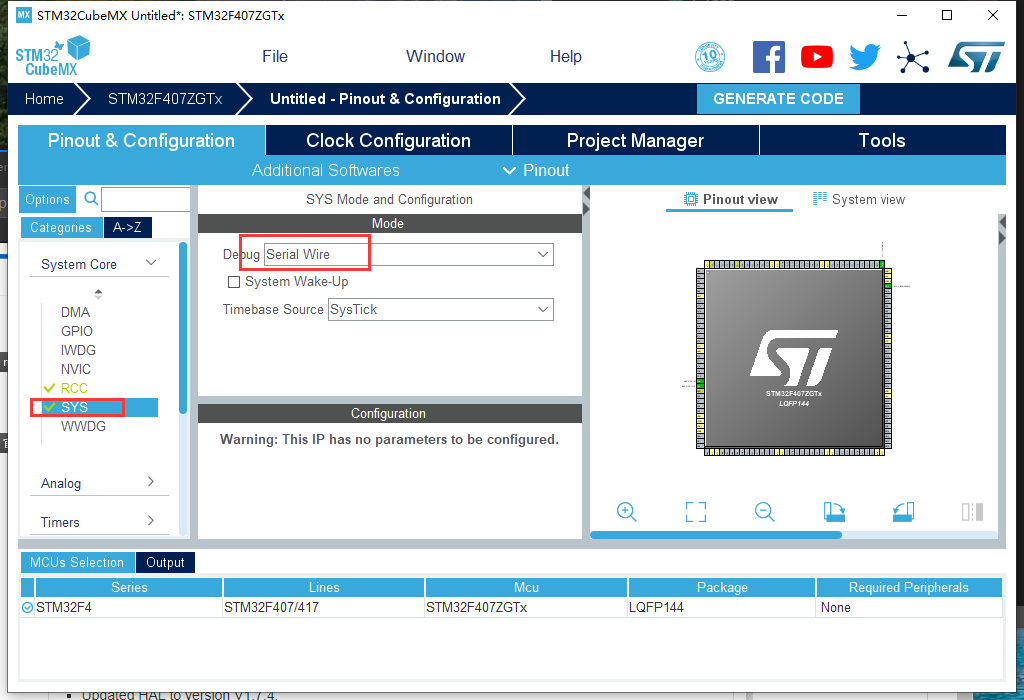 MX STM32CubeMX Untitled*: STM32F407ZGTx
STM32
CubeMX
File Window Help
10
ST
Home STM32F407ZGTx Untitled - Pinout & Configuration GENERATE CODE
Pinout & Configuration Clock Configuration Project Manager Tools
Additional Softwares Pinout
Options
Categories A->Z
System Core
DMA
GPIO
IWDG
NVIC
RCC
SYS
WWDG
Analog
Timers
SYS Mode and Configuration
Mode
Debug Serial Wire
System Wake-Up
Timebase Source SysTick
Configuration
Warning: This IP has no parameters to be configured.
Pinout view System view
ST
STM32F407ZGTx
LQFP144
MCUs Selection Output
Series Lines Mcu Package Required Peripherals
STM32F4 STM32F407/417 STM32F407ZGTx LQFP144 None
Updated HAL to version V1.7.4.